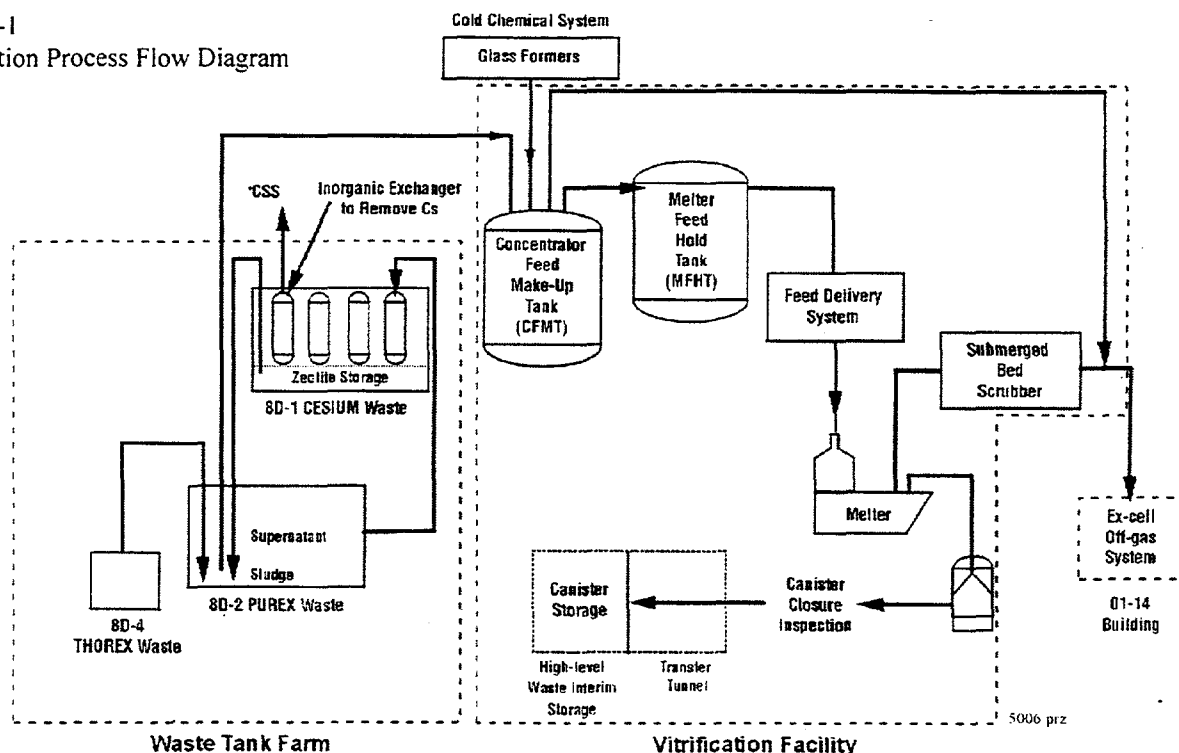 -1
tion Process Flow Diagram
Cold Chemical System
Glass Formers
*CSS
Inorganic Exchanger
to Remove Cs
Zeolite Storage
8D-1 CESIUM Waste
Supernatant
Sludge
8D-2 PUREX Waste
8D-4
THOREX Waste
Waste Tank Farm
Concentrator
Feed
Make-Up
Tank
(CFMT)
Melter
Feed
Hold
Tank
(MFHT)
Feed Delivery
System
Submerged
Bed
Scrubber
Melter
Ex-cell
Off-gas
System
01-14
Building
Canister
Closure
Inspection
Canister
Storage
High-level
Waste Interim
Storage
Transfer
Tunnel
5006 prz
Vitrification Facility